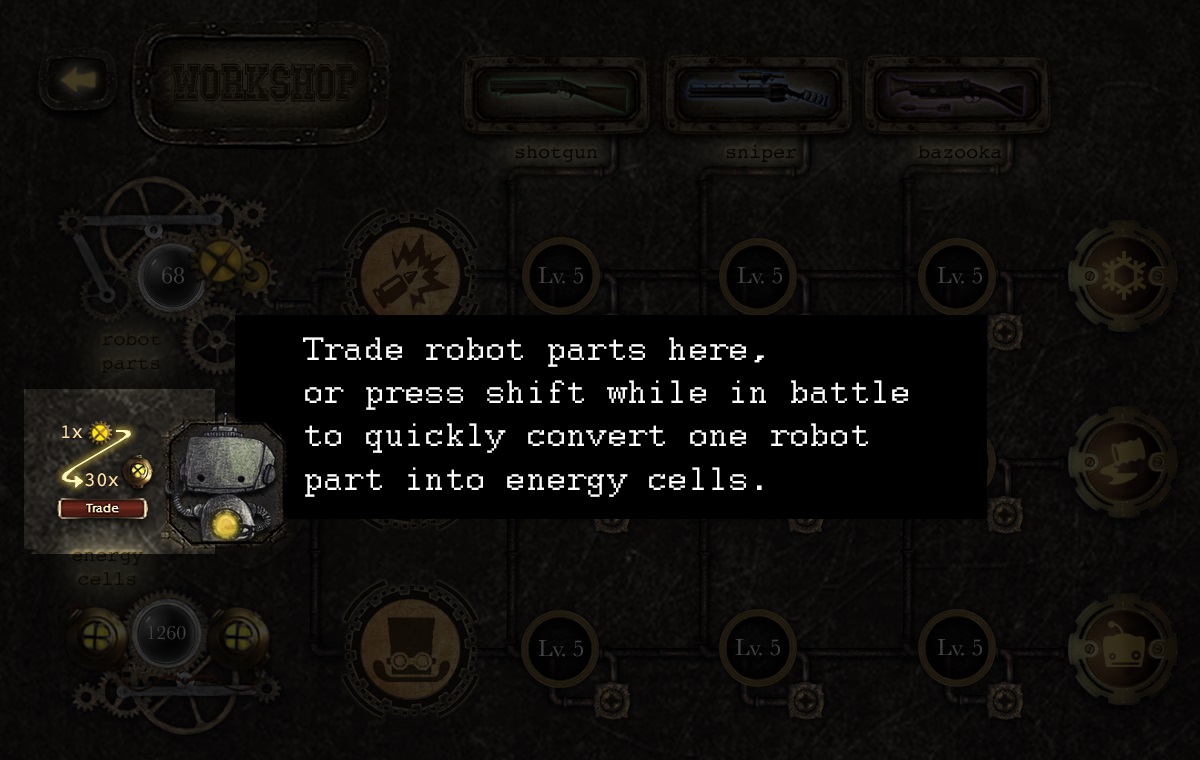 WORKSHOP
shotgun
sniper
bazooka
68
Lv. 5
Lv. 5
Lv. 5
robot
parts
Trade robot parts here,
or press shift while in battle
to quickly convert one robot
part into energy cells.
1x
30x
Trade
energy
cells
1260
Lv. 5
Lv. 5
Lv. 5